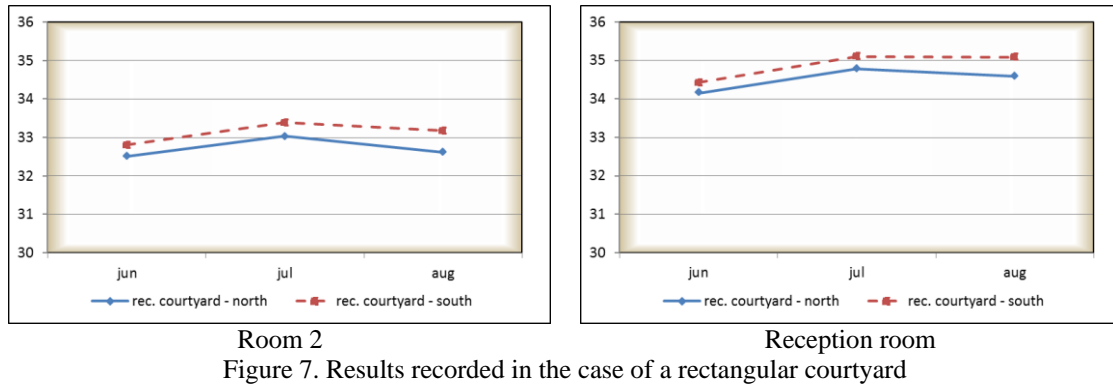 36
35
34
33
32
31
30
jun jul aug
rec. courtyard - north rec. courtyard - south
36
35
34
33
32
31
30
jun jul aug
rec. courtyard - north rec. courtyard - south
Room 2 Reception room
Figure 7. Results recorded in the case of a rectangular courtyard